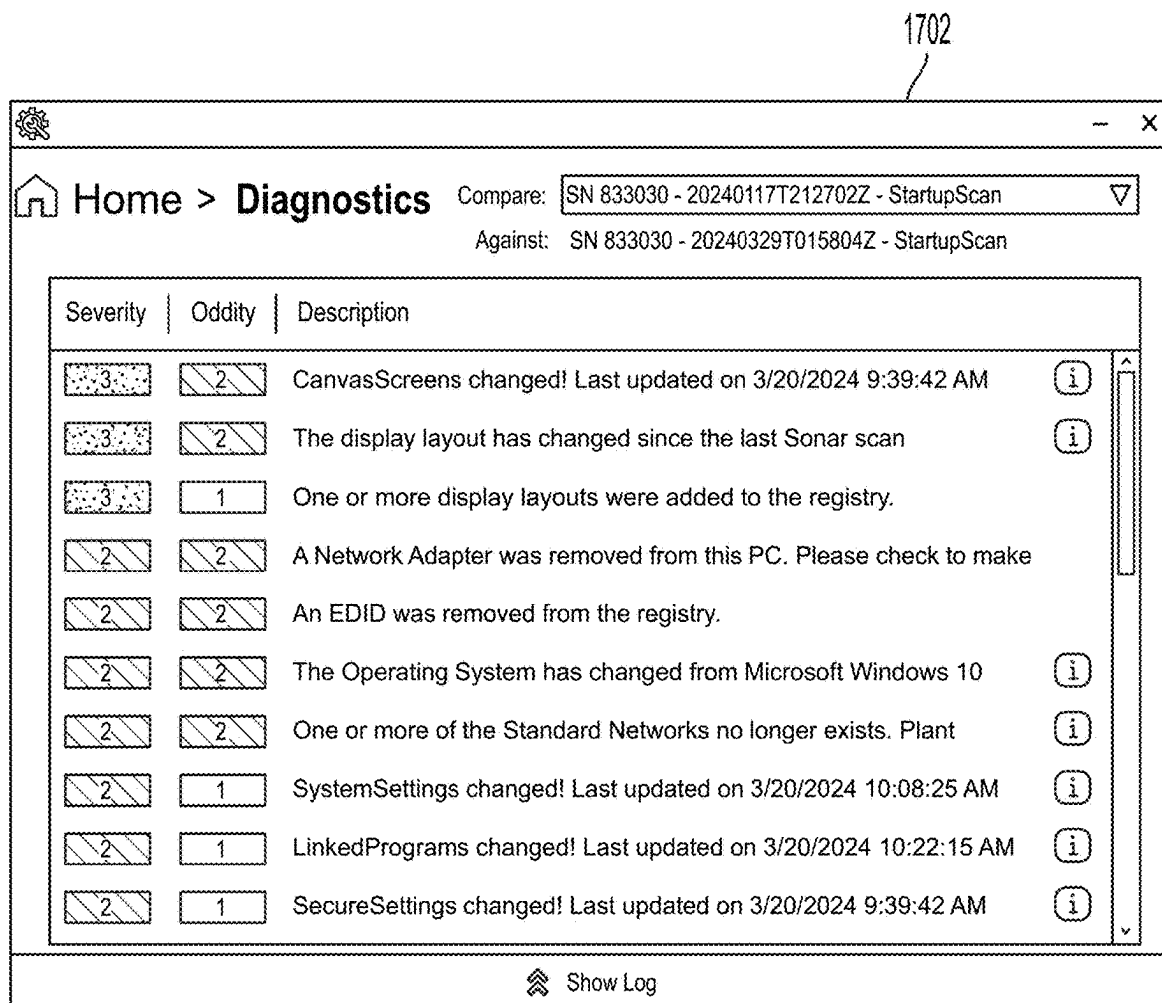 1702
Home > Diagnostics
Compare: SN 833030 - 20240117T212702Z - StartupScan
Against: SN 833030 - 20240329T015804Z - StartupScan
Severity Oddity Description
3 2 CanvasScreens changed! Last updated on 3/20/2024 9:39:42 AM i
3 2 The display layout has changed since the last Sonar scan i
3 1 One or more display layouts were added to the registry.
2 2 A Network Adapter was removed from this PC. Please check to make
2 2 An EDID was removed from the registry.
2 2 The Operating System has changed from Microsoft Windows 10 i
2 2 One or more of the Standard Networks no longer exists. Plant i
2 1 SystemSettings changed! Last updated on 3/20/2024 10:08:25 AM i
2 1 LinkedPrograms changed! Last updated on 3/20/2024 10:22:15 AM i
2 1 SecureSettings changed! Last updated on 3/20/2024 9:39:42 AM i
Show Log